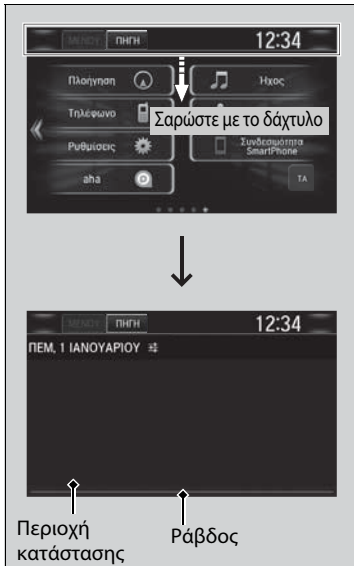 ΜΕΝΟΥ ΠΗΓΗ 12:34
Πλοήγηση Ήχος
Τηλέφωνο
Σαρώστε με το δάχτυλο
Ρυθμίσεις Συνδεσιμότητα
SmartPhone
aha TA
ΜΕΝΟΥ ΠΗΓΗ 12:34
ΠΕΜ, 1 ΙΑΝΟΥΑΡΙΟΥ
Περιοχή
κατάστασης
Ράβδος